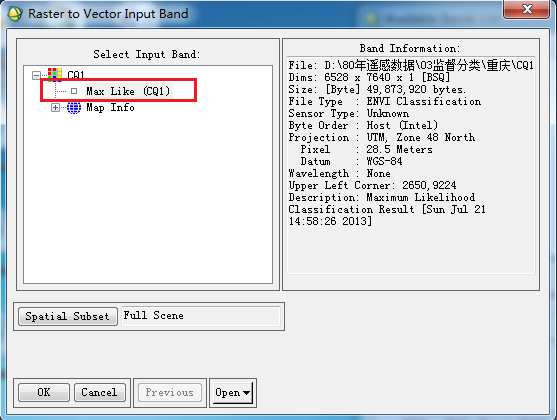 Raster to Vector Input Band
Select Input Band:
CQ1
Max Like (CQ1)
Map Info
Band Information:
File: D:\80年遥感数据\03监督分类\重庆\CQ1
Dims: 6528 x 7640 x 1 [BSQ]
Size: [Byte] 49,873,920 bytes.
File Type : ENVI Classification
Sensor Type: Unknown
Byte Order : Host (Intel)
Projection : UTM, Zone 48 North
Pixel : 28.5 Meters
Datum : WGS-84
Wavelength : None
Upper Left Corner: 2650,9224
Description: Maximum Likelihood
Classification Result [Sun Jul 21
14:58:26 2013]
Spatial Subset Full Scene
OK Cancel Previous Open